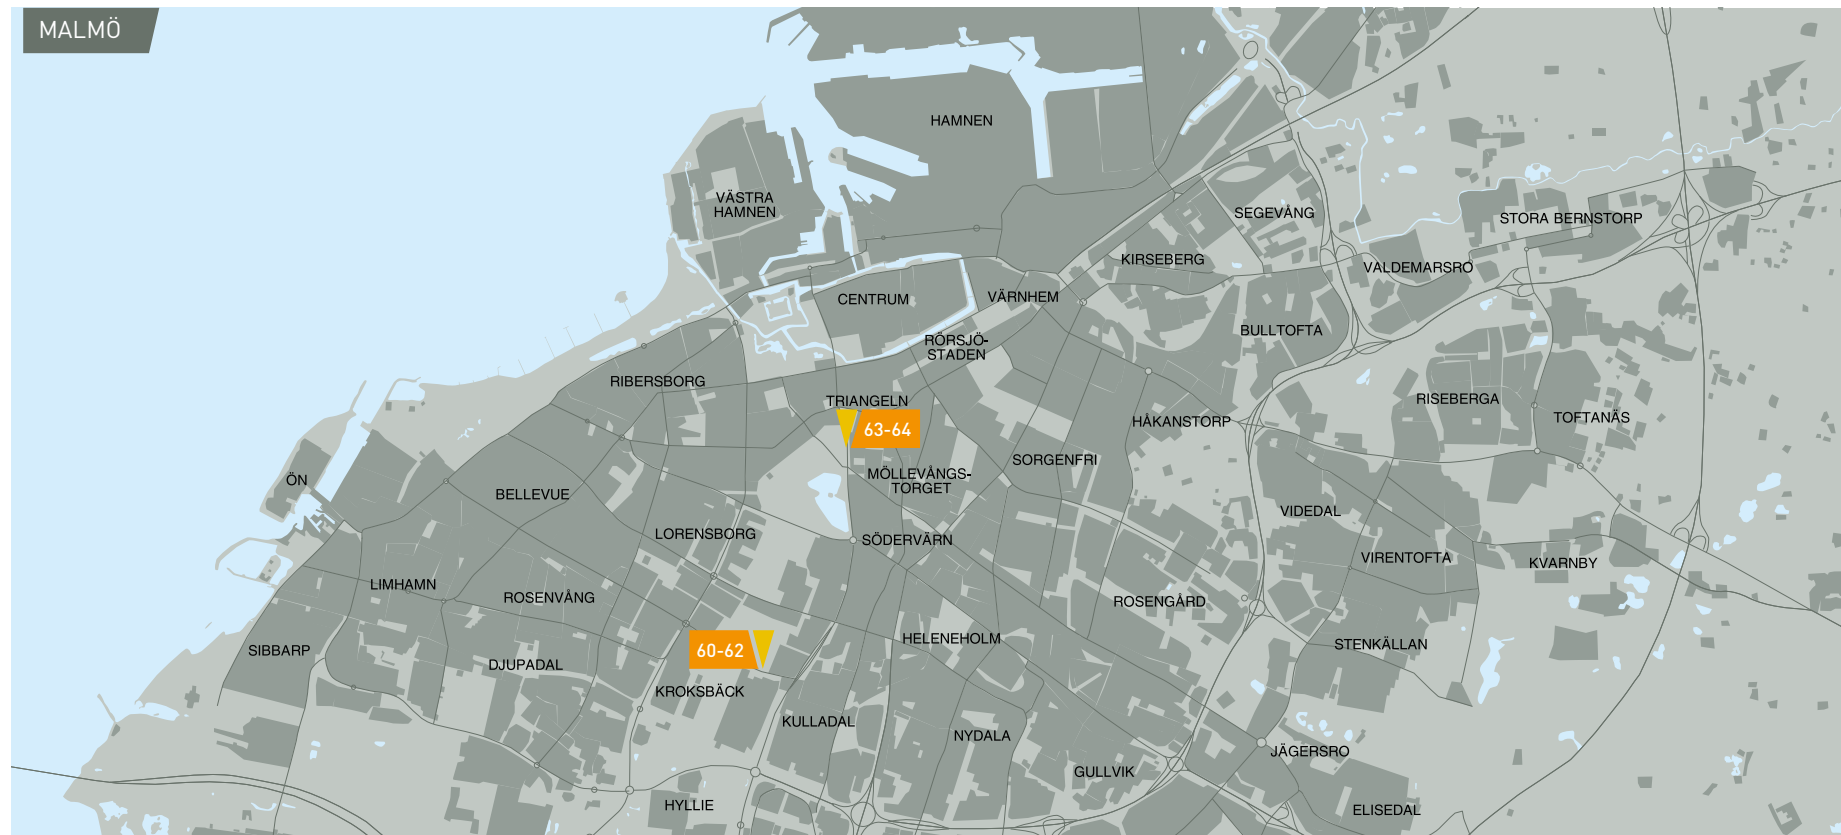 MALMÖ
HAMNEN
VÄSTRA
HAMNEN
SEGEVÅNG
STORA BERNSTORP
KIRSEBERG
VALDEMARSRO
CENTRUM
VÄRNHEM
BULLTOFTA
RÖRSJÖ-
STADEN
RIBERSBORG
TRIANGELN
RISEBERGA
TOFTANÄS
HÅKANSTORP
63-64
SORGENFRI
MÖLLEVÅNGS-
TORGET
ÖN
BELLEVUE
VIDEDAL
LORENSBORG
SÖDERVÄRN
VIRENTOFTA
KVARNBY
LIMHAMN
ROSENVÅNG
ROSENGÅRD
HELENEHOLM
STENKÄLLAN
SIBBARP
60-62
DJUPADAL
KROKSBÄCK
KULLADAL
NYDALA
JÄGERSRO
GULLVIK
HYLLIE
ELISEDAL